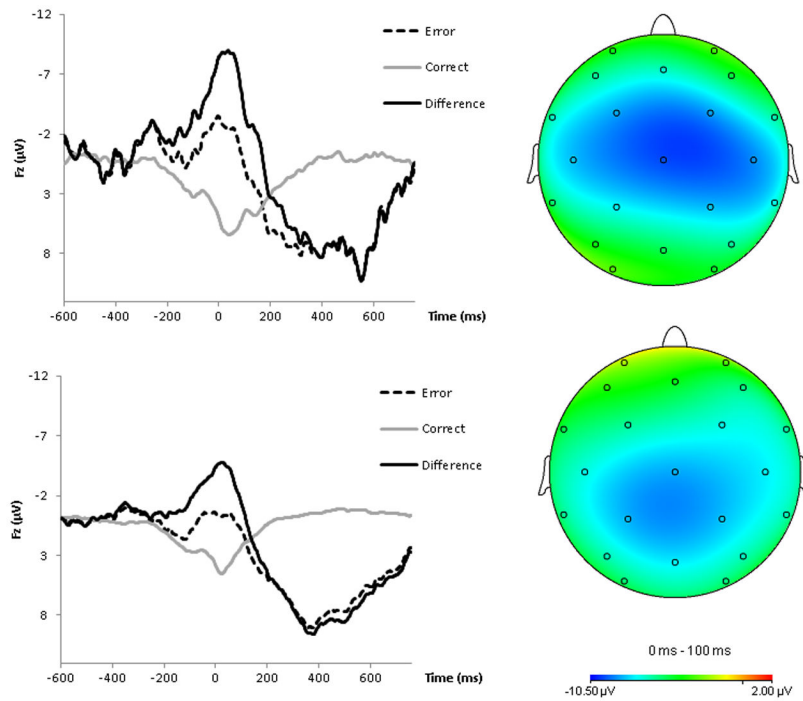 -12
-7
-2
3
8
Fz (µV)
Error
Correct
Difference
-600 -400 -200 0 200 400 600 Time (ms)
-12
-7
-2
3
8
Fz (µV)
Error
Correct
Difference
-600 -400 -200 0 200 400 600 Time (ms)
0 ms - 100 ms
-10.50 µV 2.00 µV